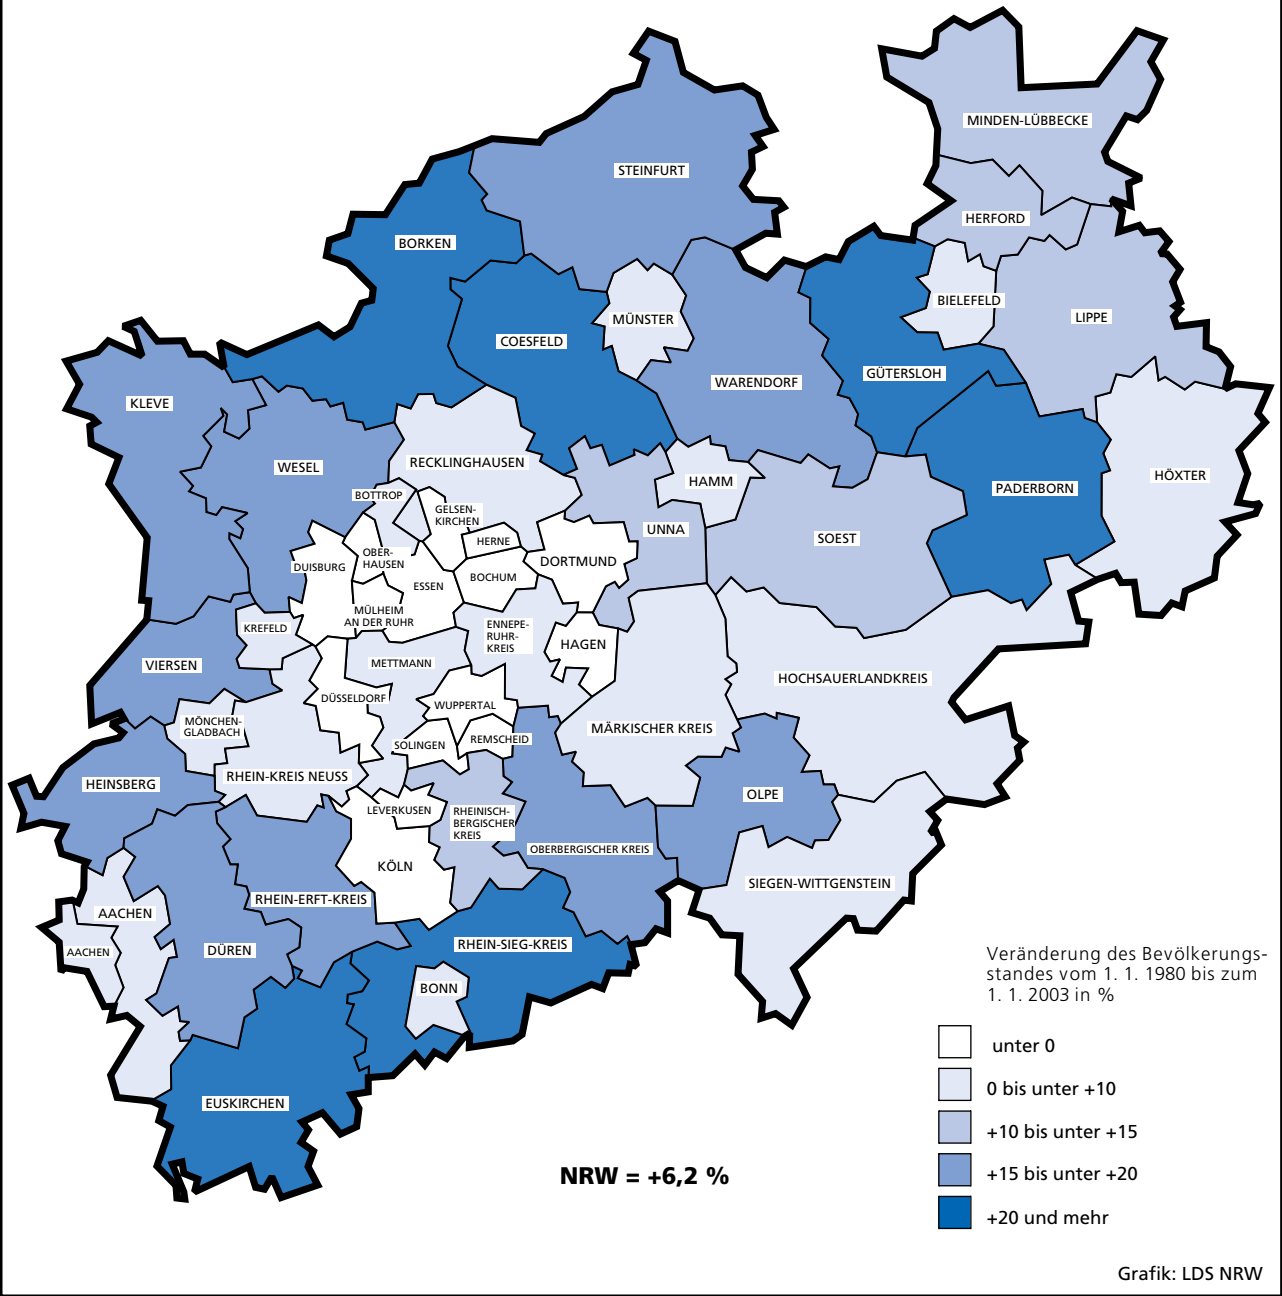 MINDEN-LÜBBECKE
STEINFURT
HERFORD
BORKEN
BIELEFELD
MÜNSTER
LIPPE
COESFELD
GÜTERSLOH
WARENDORF
KLEVE
RECKLINGHAUSEN
WESEL
HÖXTER
HAMM
PADERBORN
BOTTROP
GELSEN-
KIRCHEN
UNNA
SOEST
HERNE
DORTMUND
OBER-
HAUSEN
DUISBURG
BOCHUM
ESSEN
MÜLHEIM
AN DER RUHR
KREFELD
ENNEPE-
RUHR-
KREIS
HAGEN
METTMANN
VIERSEN
HOCHSAUERLANDKREIS
DÜSSELDORF
WUPPERTAL
MÖNCHEN-
GLADBACH
MÄRKISCHER KREIS
REMSCHEID
SOLINGEN
RHEIN-KREIS NEUSS
HEINSBERG
OLPE
LEVERKUSEN
RHEINISCH-
BERGISCHER
KREIS
OBERBERGISCHER KREIS
KÖLN
SIEGEN-WITTGENSTEIN
RHEIN-ERFT-KREIS
AACHEN
RHEIN-SIEG-KREIS
DÜREN
AACHEN
BONN
EUSKIRCHEN
Veränderung des Bevölkerungs-
standes vom 1. 1. 1980 bis zum
1. 1. 2003 in %
unter 0
0 bis unter +10
+10 bis unter +15
+15 bis unter +20
+20 und mehr
NRW = +6,2 %
Grafik: LDS NRW